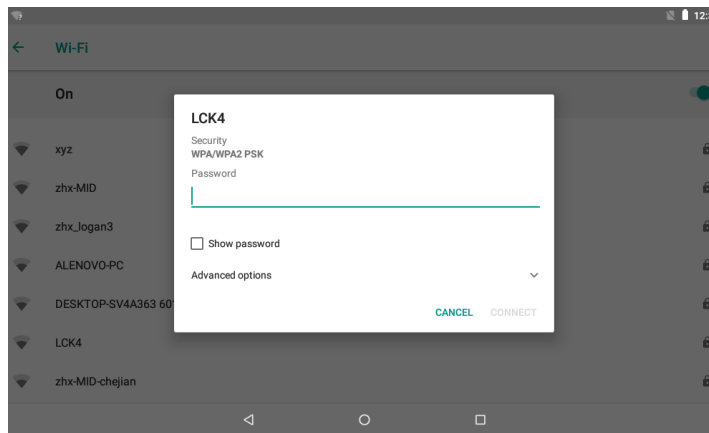 12:
Wi-Fi
On
LCK4
Security
WPA/WPA2 PSK
Password
Show password
Advanced options
CANCEL CONNECT
xyz
zhx-MID
zhx_logan3
ALENOVO-PC
DESKTOP-SV4A363 60
LCK4
zhx-MID-chejian